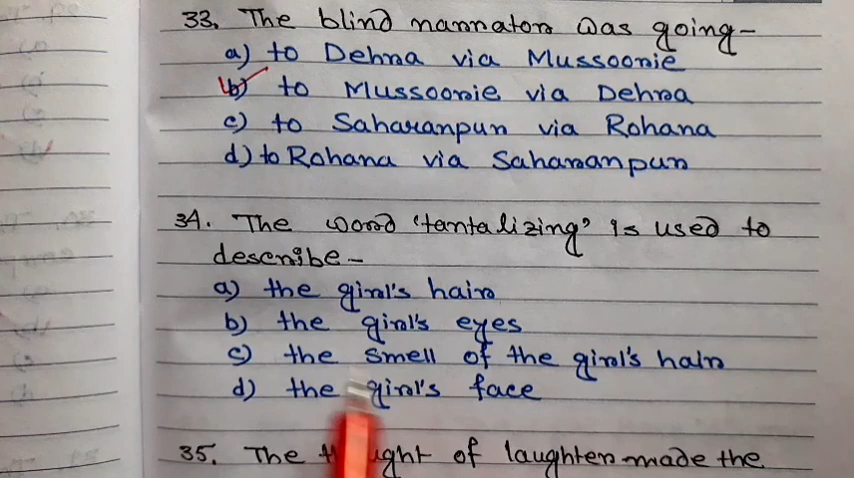 33. The blind narrator was going-
a) to Dehra via Mussoorie
b) to Mussoorie via Dehra
c) to Saharanpur via Rohana
d) to Rohana via Saharanpur
34. The word 'tantalizing' is used to
describe-
a) the girl's hair
b) the girl's eyes
c) the smell of the girl's hair
d) the girl's face
35. The of laughter made the